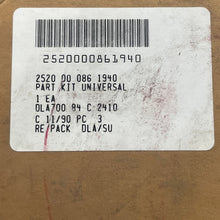 2520000861940
2520 00 086 1940
PART KIT UNIVERSAL
1 EA
DLA700 84 C 2410
C 11/90 PC 3
RE/PACK DLA/SU